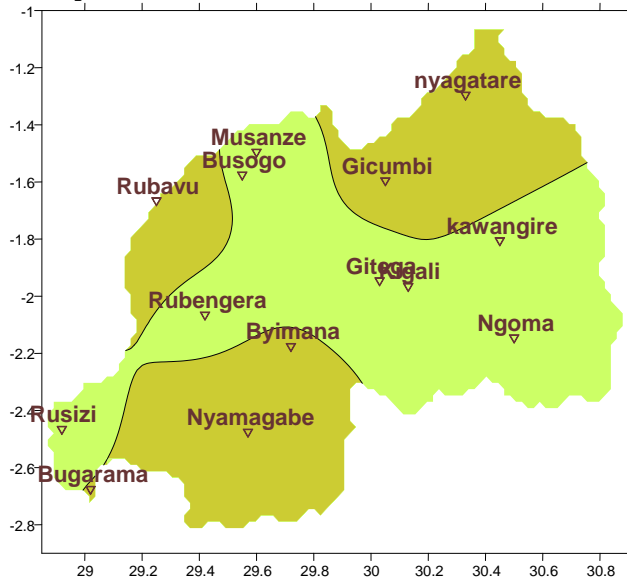 -1
-1.2
-1.4
-1.6
-1.8
-2
-2.2
-2.4
-2.6
-2.8
nyagatare
Musanze
Busogo
Gicumbi
Rubavu
kawangire
Gitega
Kigali
Rubengera
Ngoma
Byimana
Rusizi
Nyamagabe
Bugarama
29 29.2 29.4 29.6 29.8 30 30.2 30.4 30.6 30.8